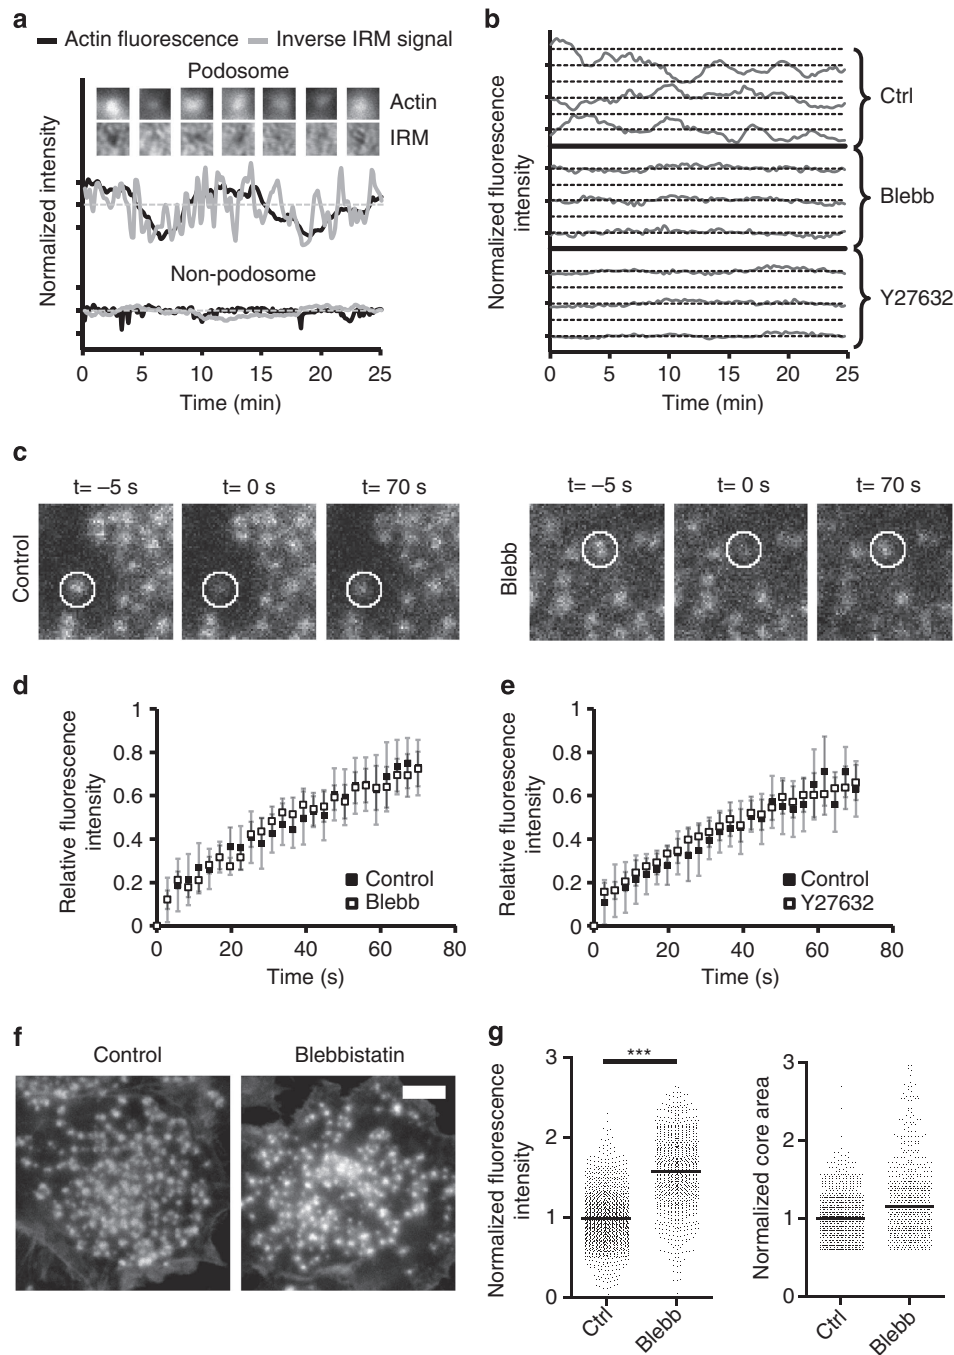 a
Actin fluorescence
Inverse IRM signal
Podosome
Actin
IRM
Normalized intensity
Non-podosome
0 5 10 15 20 25
Time (min)
b
Normalized fluorescence
intensity
Ctrl
Blebb
Y27632
0 5 10 15 20 25
Time (min)
c
Control
t= –5 s
t= 0 s
t= 70 s
Blebb
t= –5 s
t= 0 s
t= 70 s
d
Relative fluorescence
intensity
1
0.8
0.6
0.4
0.2
0
Control
Blebb
0 20 40 60 80
Time (s)
e
Relative fluorescence
intensity
1
0.8
0.6
0.4
0.2
0
Control
Y27632
0 20 40 60 80
Time (s)
f
Control
Blebbistatin
g
Normalized fluorescence
intensity
3
2
1
0
***
Ctrl
Blebb
Normalized core area
3
2
1
0
Ctrl
Blebb